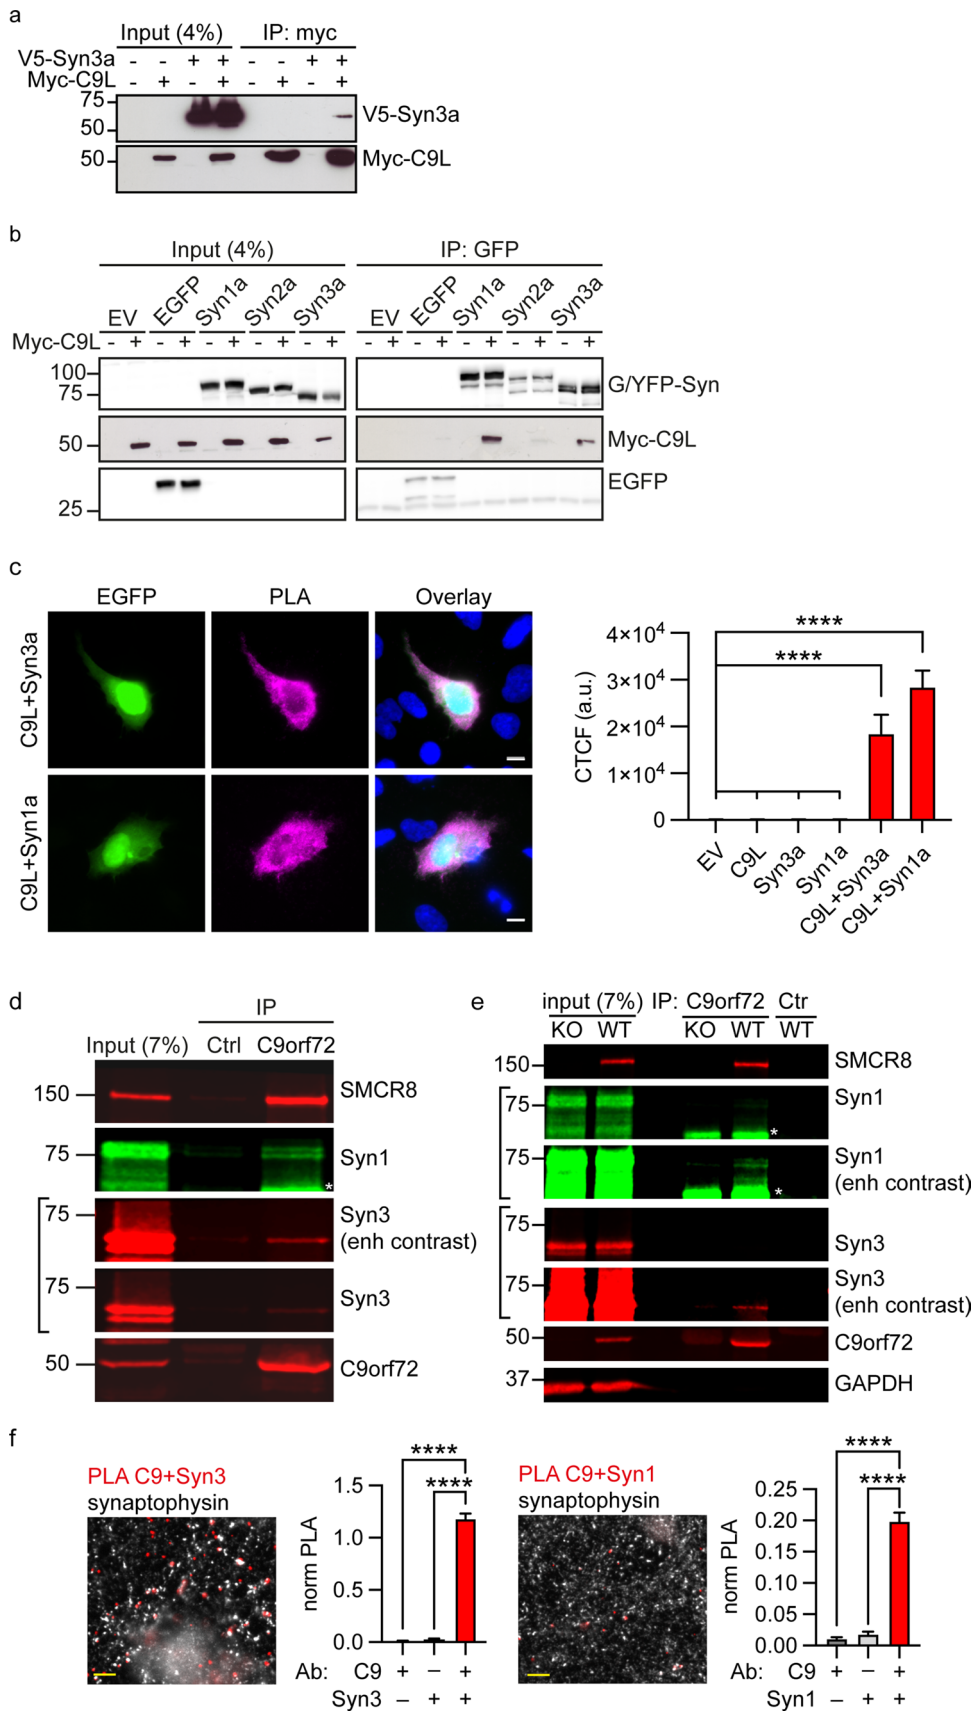 a
Input (4%) IP: myc
V5-Syn3a - - + + - - + +
Myc-C9L - + - + - + - +
75
50
V5-Syn3a
50
Myc-C9L
b
Input (4%) IP: GFP
EV EGFP Syn1a Syn2a Syn3a EV EGFP Syn1a Syn2a Syn3a
Myc-C9L - + - + - + - + - + - + - + - + - + - +
100
75
G/YFP-Syn
50
Myc-C9L
25
EGFP
c
EGFP PLA Overlay
C9L+Syn3a
C9L+Syn1a
CTCF (a.u.)
4×10⁴
3×10⁴
2×10⁴
1×10⁴
0
****
****
EV C9L Syn3a Syn1a C9L+Syn3a C9L+Syn1a
d
IP
Input (7%) Ctrl C9orf72
150
SMCR8
75
Syn1
*
75
Syn3
(enh contrast)
75
Syn3
50
C9orf72
e
input (7%) IP: C9orf72 Ctr
KO WT KO WT WT
150
SMCR8
75
Syn1
*
75
Syn1
(enh contrast)
*
75
Syn3
75
Syn3
(enh contrast)
50
C9orf72
37
GAPDH
f
PLA C9+Syn3
synaptophysin
norm PLA
1.5
1.0
0.5
0.0
****
****
Ab: C9 + – +
Syn3 – + +
PLA C9+Syn1
synaptophysin
norm PLA
0.25
0.20
0.15
0.10
0.05
0.00
****
****
Ab: C9 + – +
Syn1 – + +